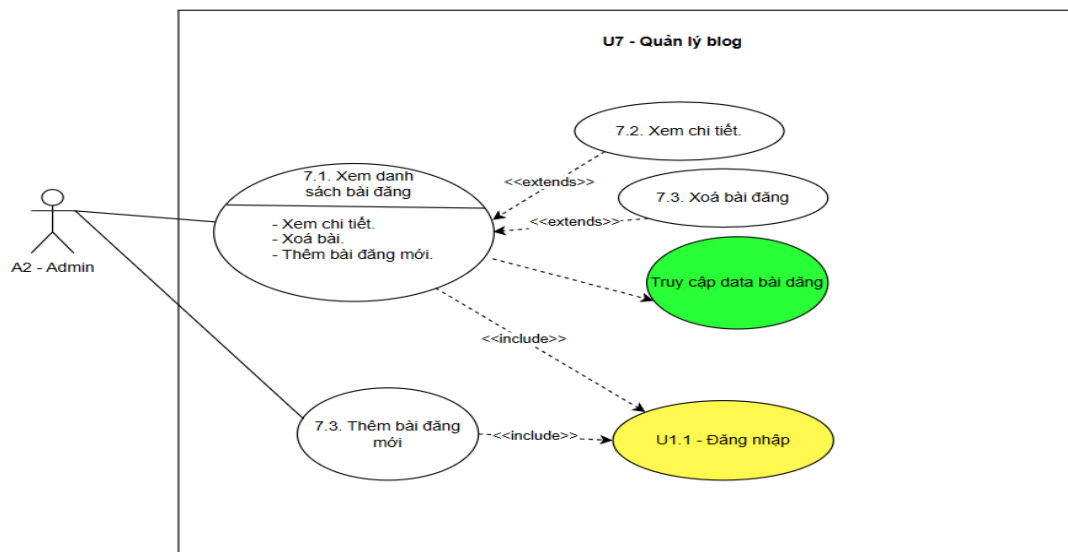 U7 - Quản lý blog
7.2. Xem chi tiết.
7.1. Xem danh
sách bài đăng
<<extends>>
7.3. Xoá bài đăng
- Xem chi tiết.
- Xoá bài.
- Thêm bài đăng mới.
<<extends>>
A2 - Admin
Truy cập data bài dăng
<<include>>
7.3. Thêm bài đăng
mới
<<include>>
U1.1 - Đăng nhập